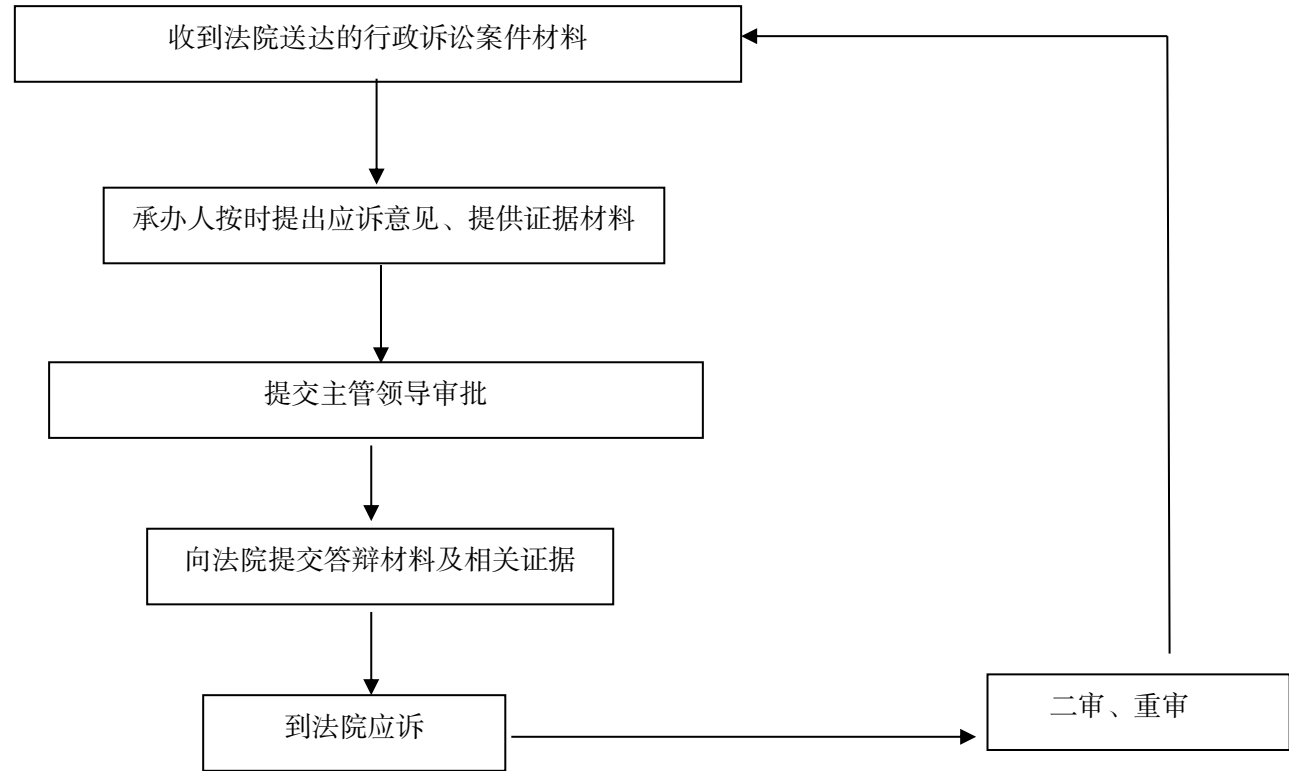 收到法院送达的行政诉讼案件材料
承办人按时提出应诉意见、提供证据材料
提交主管领导审批
向法院提交答辩材料及相关证据
到法院应诉
二审、重审